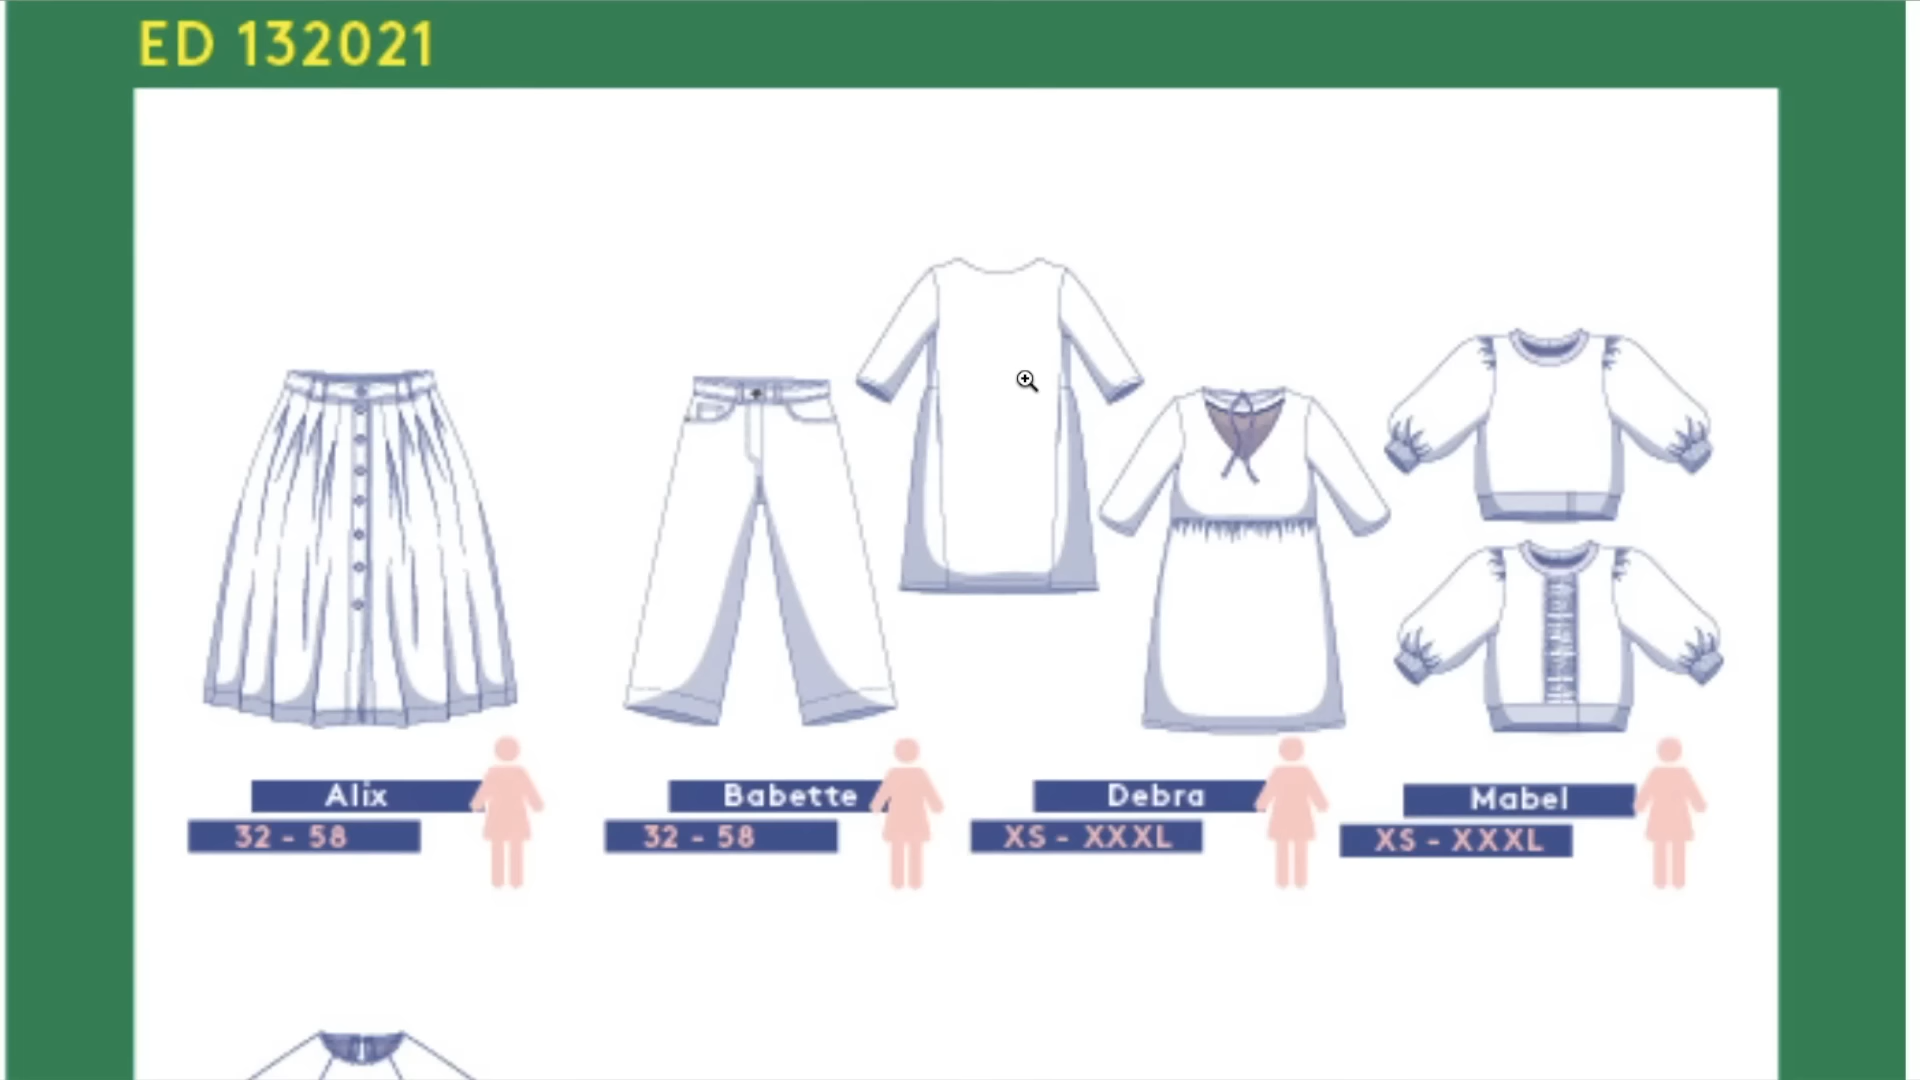 ED 132021
Alix
32 - 58
Babette
32 - 58
Debra
XS - XXXL
Mabel
XS - XXXL